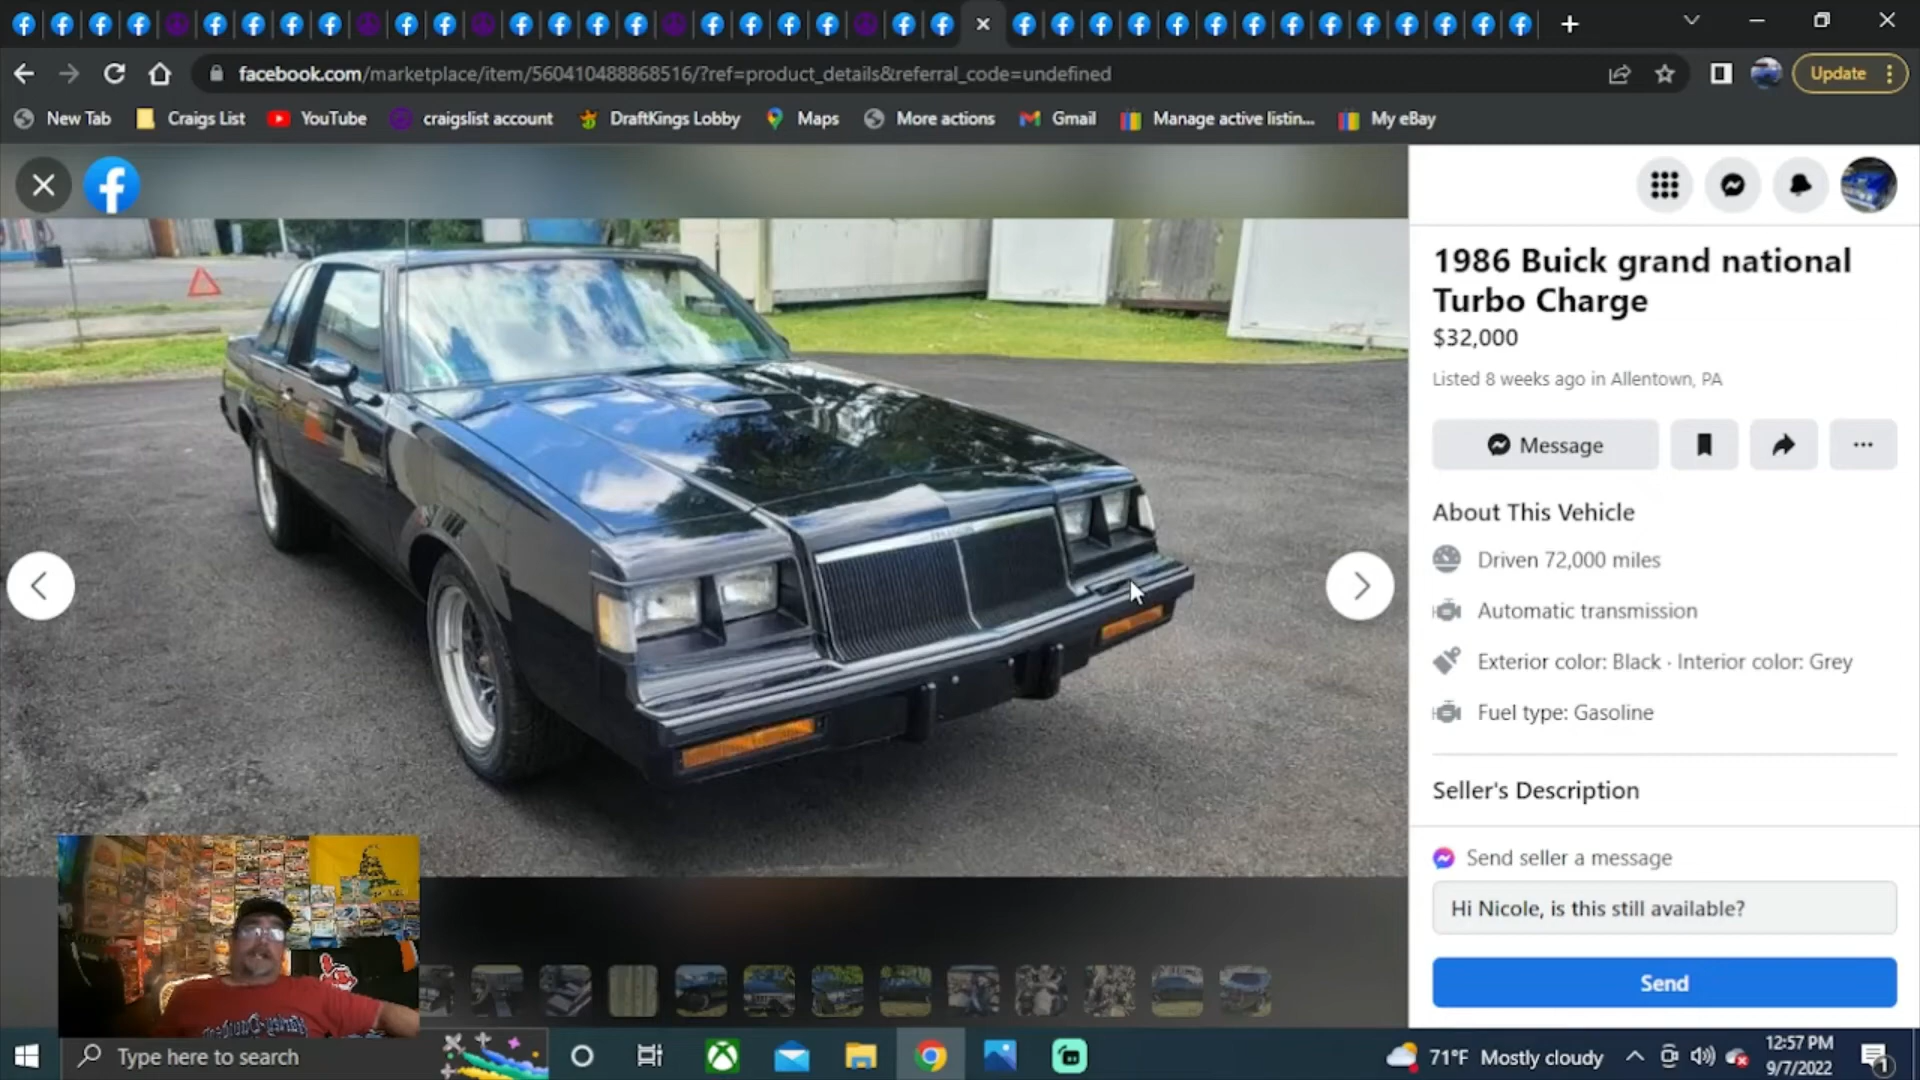 facebook.com/marketplace/item/560410488868516/?ref=product_details&referral_code=undefined
Update
New Tab
Craigs List
YouTube
craigslist account
DraftKings Lobby
Maps
More actions
Gmail
Manage active listin...
My eBay
1986 Buick grand national
Turbo Charge
$32,000
Listed 8 weeks ago in Allentown, PA
Message
About This Vehicle
Driven 72,000 miles
Automatic transmission
Exterior color: Black · Interior color: Grey
Fuel type: Gasoline
Seller's Description
Send seller a message
Hi Nicole, is this still available?
Send
Type here to search
71°F Mostly cloudy
12:57 PM
9/7/2022
1